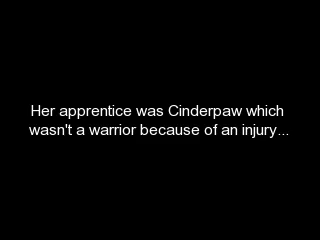 Her apprentice was Cinderpaw which
wasn't a warrior because of an injury...